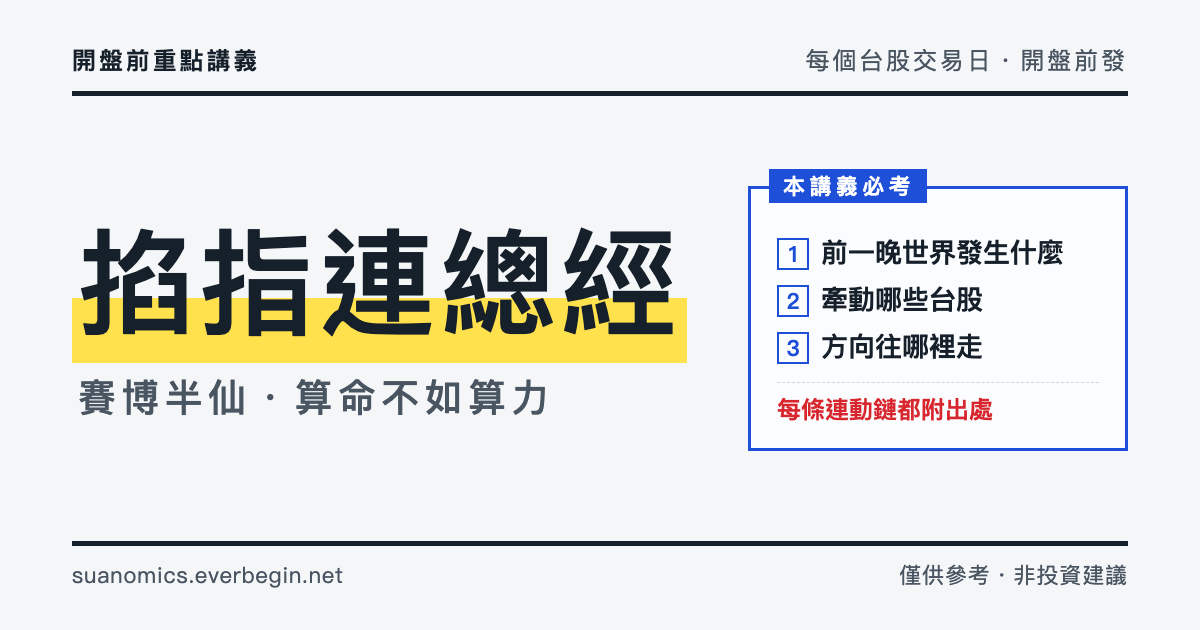 開盤前重點講義
每個台股交易日 · 開盤前發
掐指連總經
賽博半仙 · 算命不如算力
本講義必考
1 前一晚世界發生什麼
2 牽動哪些台股
3 方向往哪裡走
每條連動鏈都附出處
suanomics.everbegin.net
僅供參考 · 非投資建議